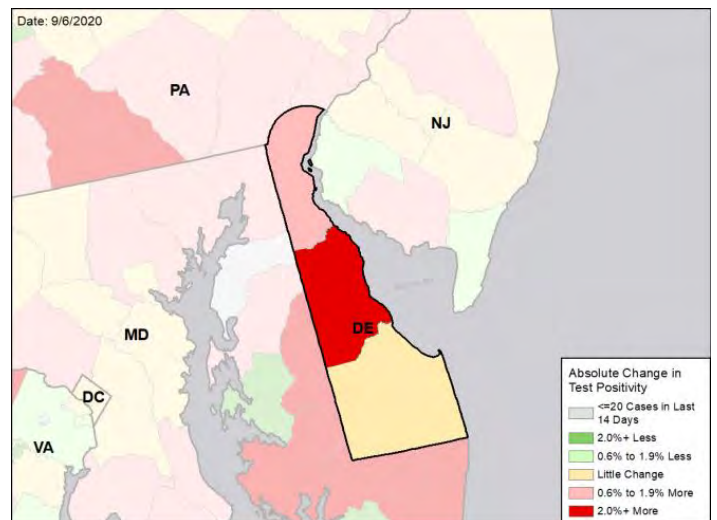 Date: 9/6/2020
PA
NJ
MD
DE
DC
VA
Absolute Change in
Test Positivity
<=20 Cases in Last
14 Days
2.0%+ Less
0.6% to 1.9% Less
Little Change
0.6% to 1.9% More
2.0%+ More